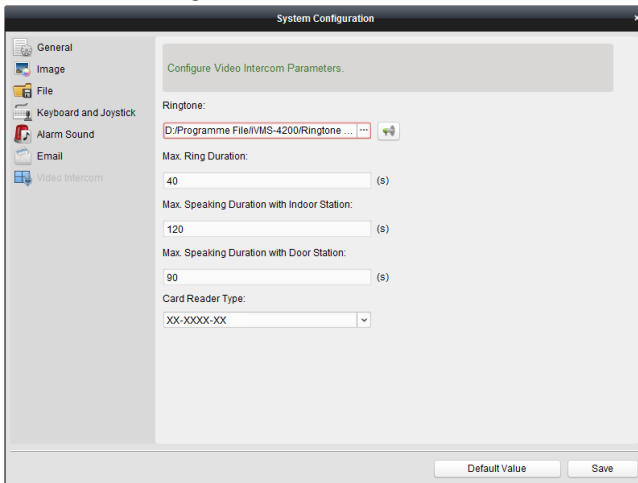 System Configuration
×
General
Image
File
Keyboard and Joystick
Alarm Sound
Email
Video Intercom
Configure Video Intercom Parameters.
Ringtone:
D:/Programme File/iVMS-4200/Ringtone ... ···
Max. Ring Duration:
40 (s)
Max. Speaking Duration with Indoor Station:
120 (s)
Max. Speaking Duration with Door Station:
90 (s)
Card Reader Type:
XX-XXXX-XX
Default Value Save